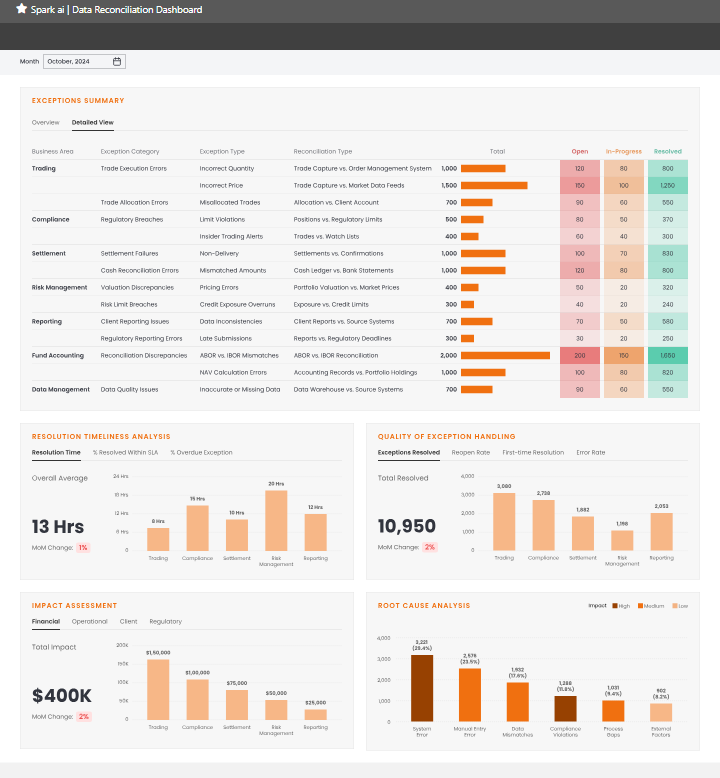 Spark ai | Data Reconciliation Dashboard
Month October, 2024
EXCEPTIONS SUMMARY
Overview Detailed View
Business Area Exception Category Exception Type Reconciliation Type Total Open In-Progress Resolved
Trading Trade Execution Errors Incorrect Quantity Trade Capture vs. Order Management System 1,000 120 80 800
Incorrect Price Trade Capture vs. Market Data Feeds 1,500 150 100 1,250
Trade Allocation Errors Misallocated Trades Allocation vs. Client Account 700 90 60 550
Compliance Regulatory Breaches Limit Violations Positions vs. Regulatory Limits 500 80 50 370
Insider Trading Alerts Trades vs. Watch Lists 400 60 40 300
Settlement Settlement Failures Non-Delivery Settlements vs. Confirmations 1,000 100 70 830
Cash Reconciliation Errors Mismatched Amounts Cash Ledger vs. Bank Statements 1,000 120 80 800
Risk Management Valuation Discrepancies Pricing Errors Portfolio Valuation vs. Market Prices 400 50 20 320
Risk Limit Breaches Credit Exposure Overruns Exposure vs. Credit Limits 300 40 20 240
Reporting Client Reporting Issues Data Inconsistencies Client Reports vs. Source Systems 700 70 50 580
Regulatory Reporting Errors Late Submissions Reports vs. Regulatory Deadlines 300 30 20 250
Fund Accounting Reconciliation Discrepancies ABOR vs. IBOR Mismatches ABOR vs. IBOR Reconciliation 2,000 200 150 1,650
NAV Calculation Errors Accounting Records vs. Portfolio Holdings 1,000 100 80 820
Data Management Data Quality Issues Inaccurate or Missing Data Data Warehouse vs. Source Systems 700 90 60 550
RESOLUTION TIMELINESS ANALYSIS
Resolution Time % Resolved Within SLA % Overdue Exception
Overall Average
13 Hrs
MoM Change: 1%
24 Hrs
18 Hrs
12 Hrs
6 Hrs
0
8 Hrs 15 Hrs 10 Hrs 20 Hrs 12 Hrs
Trading Compliance Settlement Risk Management Reporting
QUALITY OF EXCEPTION HANDLING
Exceptions Resolved Reopen Rate First-time Resolution Error Rate
Total Resolved
10,950
MoM Change: 2%
4,000
3,000
2,000
1,000
0
3,080 2,738 1,882 1,198 2,053
Trading Compliance Settlement Risk Management Reporting
IMPACT ASSESSMENT
Financial Operational Client Regulatory
Total Impact
$400K
MoM Change: 2%
200k
150k
100k
50k
0
$1,50,000 $1,00,000 $75,000 $50,000 $25,000
Trading Compliance Settlement Risk Management Reporting
ROOT CAUSE ANALYSIS
Impact High Medium Low
4,000
3,000
2,000
1,000
0
3,221 2,576 1,932 1,288 1,031 902
(29.4%) (23.5%) (17.6%) (11.8%) (9.4%) (8.2%)
System Error Manual Entry Error Data Mismatches Compliance Violations Process Gaps External Factors